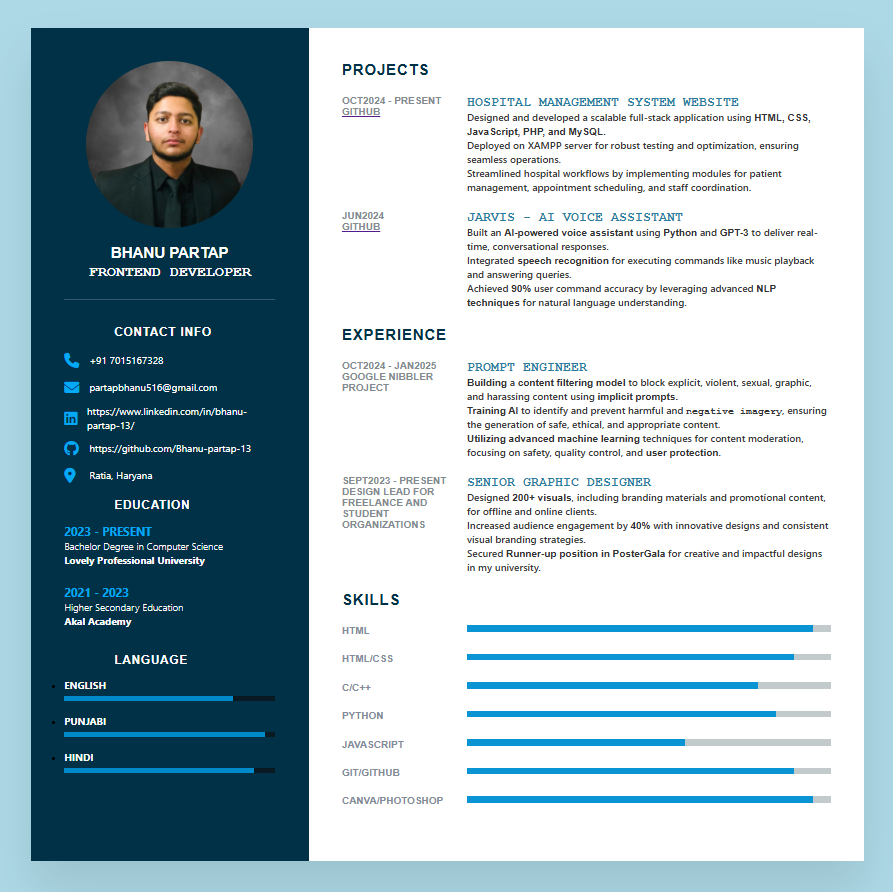 BHANU PARTAP
FRONTEND DEVELOPER
CONTACT INFO
+91 7015167328
partapbhanu516@gmail.com
https://www.linkedin.com/in/bhanu-
partap-13/
https://github.com/Bhanu-partap-13
Ratia, Haryana
EDUCATION
2023 - PRESENT
Bachelor Degree in Computer Science
Lovely Professional University
2021 - 2023
Higher Secondary Education
Akal Academy
LANGUAGE
ENGLISH
PUNJABI
HINDI
PROJECTS
OCT2024 - PRESENT
GITHUB
HOSPITAL MANAGEMENT SYSTEM WEBSITE
Designed and developed a scalable full-stack application using HTML, CSS,
JavaScript, PHP, and MySQL.
Deployed on XAMPP server for robust testing and optimization, ensuring
seamless operations.
Streamlined hospital workflows by implementing modules for patient
management, appointment scheduling, and staff coordination.
JUN2024
GITHUB
JARVIS – AI VOICE ASSISTANT
Built an AI-powered voice assistant using Python and GPT-3 to deliver real-
time, conversational responses.
Integrated speech recognition for executing commands like music playback
and answering queries.
Achieved 90% user command accuracy by leveraging advanced NLP
techniques for natural language understanding.
EXPERIENCE
OCT2024 - JAN2025
GOOGLE NIBBLER
PROJECT
PROMPT ENGINEER
Building a content filtering model to block explicit, violent, sexual, graphic,
and harassing content using implicit prompts.
Training AI to identify and prevent harmful and negative imagery, ensuring
the generation of safe, ethical, and appropriate content.
Utilizing advanced machine learning techniques for content moderation,
focusing on safety, quality control, and user protection.
SEPT2023 - PRESENT
DESIGN LEAD FOR
FREELANCE AND
STUDENT
ORGANIZATIONS
SENIOR GRAPHIC DESIGNER
Designed 200+ visuals, including branding materials and promotional content,
for offline and online clients.
Increased audience engagement by 40% with innovative designs and consistent
visual branding strategies.
Secured Runner-up position in PosterGala for creative and impactful designs
in my university.
SKILLS
HTML
HTML/CSS
C/C++
PYTHON
JAVASCRIPT
GIT/GITHUB
CANVA/PHOTOSHOP